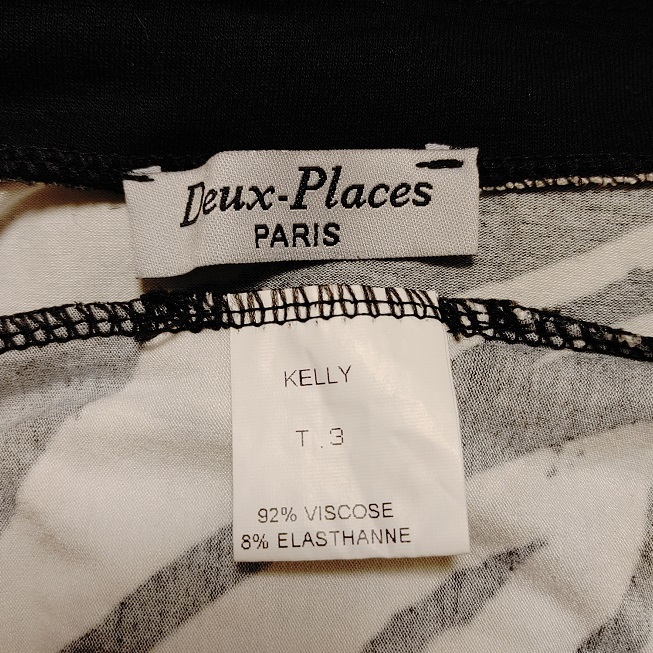 Deux-Places
PARIS
KELLY
T.3
92% VISCOSE
8% ELASTHANNE